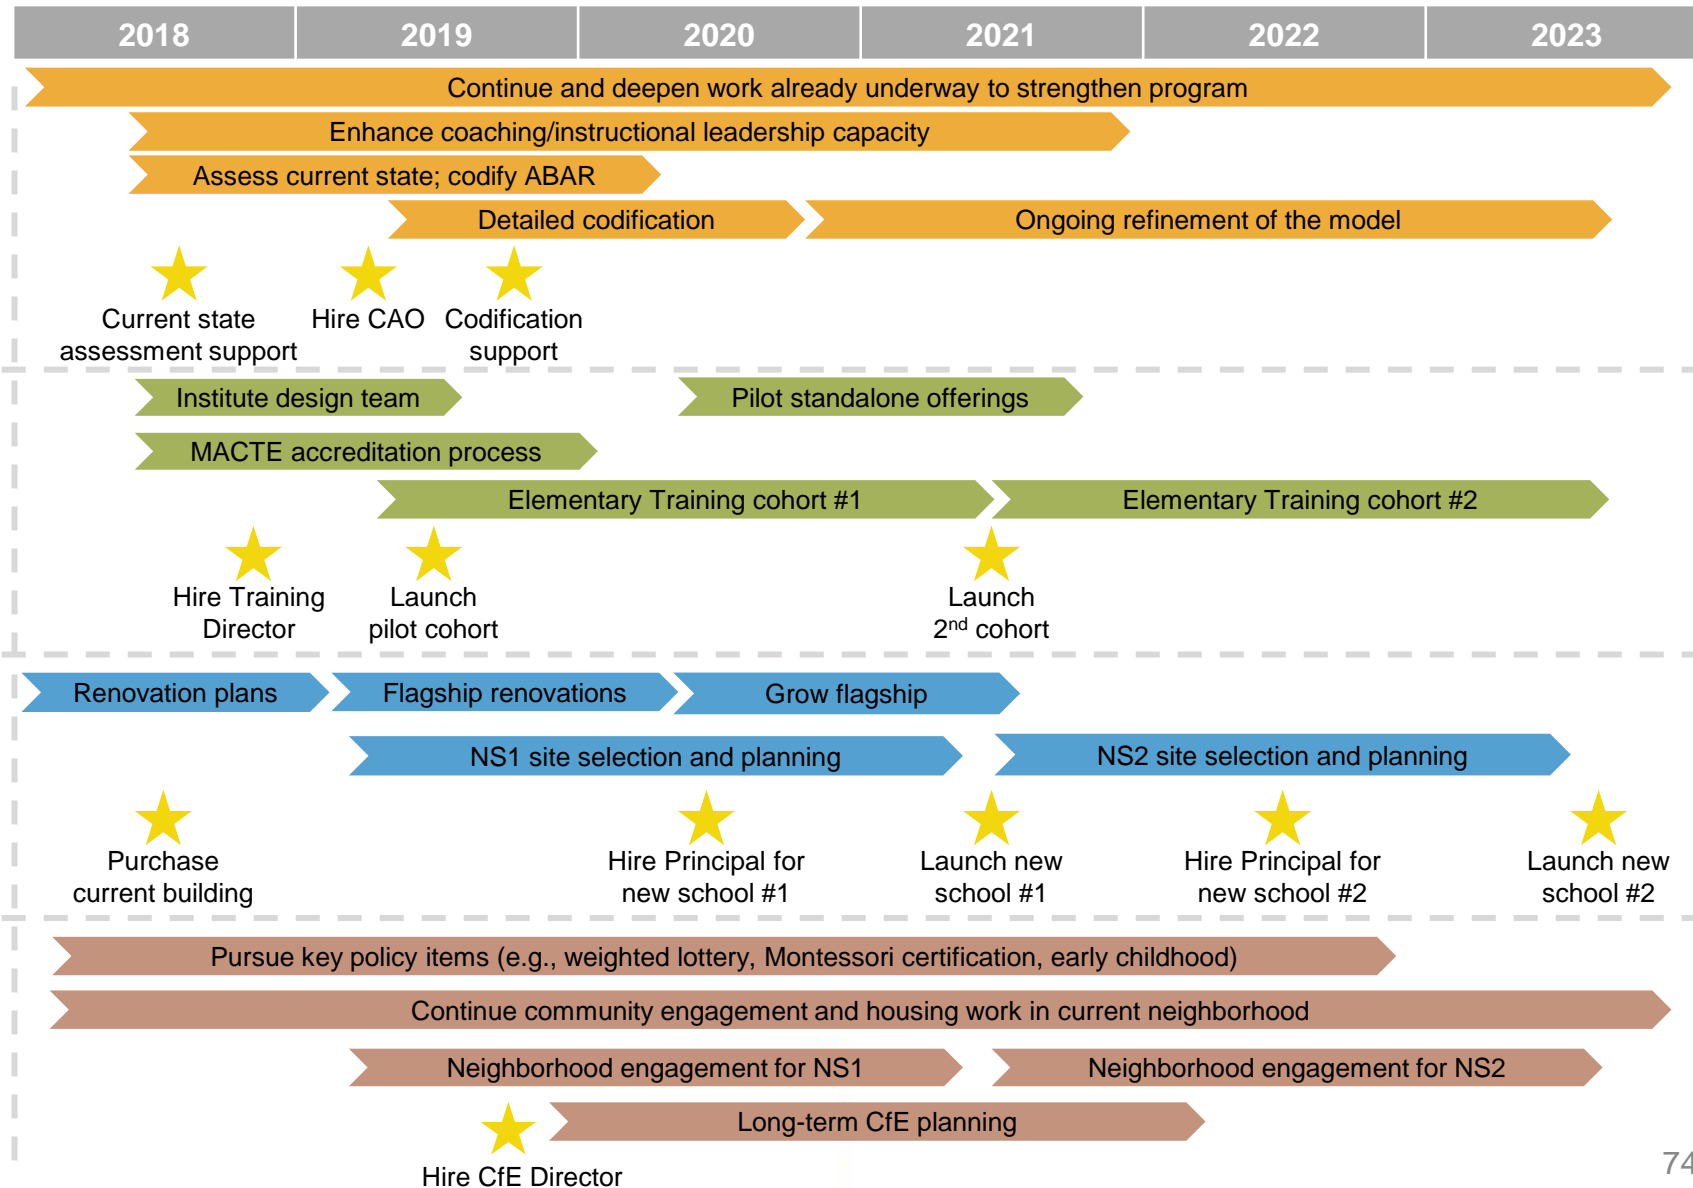 2018 2019 2020 2021 2022 2023
Continue and deepen work already underway to strengthen program
Enhance coaching/instructional leadership capacity
Assess current state; codify ABAR
Detailed codification
Ongoing refinement of the model
Current state
assessment support
Hire CAO
Codification
support
Institute design team
Pilot standalone offerings
MACTE accreditation process
Elementary Training cohort #1
Elementary Training cohort #2
Hire Training
Director
Launch
pilot cohort
Launch
2nd cohort
Renovation plans
Flagship renovations
Grow flagship
NS1 site selection and planning
NS2 site selection and planning
Purchase
current building
Hire Principal for
new school #1
Launch new
school #1
Hire Principal for
new school #2
Launch new
school #2
Pursue key policy items (e.g., weighted lottery, Montessori certification, early childhood)
Continue community engagement and housing work in current neighborhood
Neighborhood engagement for NS1
Neighborhood engagement for NS2
Long-term CfE planning
Hire CfE Director
74